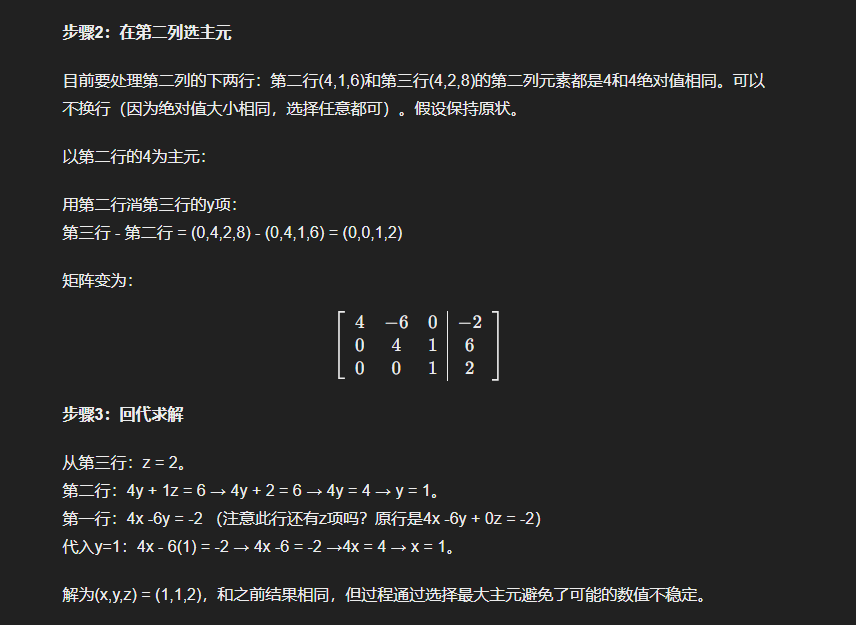 步骤2：在第二列选主元
目前要处理第二列的下两行：第二行(4,1,6)和第三行(4,2,8)的第二列元素都是4和4绝对值相同。可以
不换行（因为绝对值大小相同，选择任意都可）。假设保持原状。
以第二行的4为主元：
用第二行消第三行的y项：
第三行 - 第二行 = (0,4,2,8) - (0,4,1,6) = (0,0,1,2)
矩阵变为：
4 −6 0 −2
0 4 1 6
0 0 1 2
步骤3：回代求解
从第三行：z = 2。
第二行：4y + 1z = 6 → 4y + 2 = 6 → 4y = 4 → y = 1。
第一行：4x -6y = -2 （注意此行还有z项吗？原行是4x -6y + 0z = -2）
代入y=1：4x - 6(1) = -2 → 4x -6 = -2 →4x = 4 → x = 1。
解为(x,y,z) = (1,1,2)，和之前结果相同，但过程通过选择最大主元避免了可能的数值不稳定。